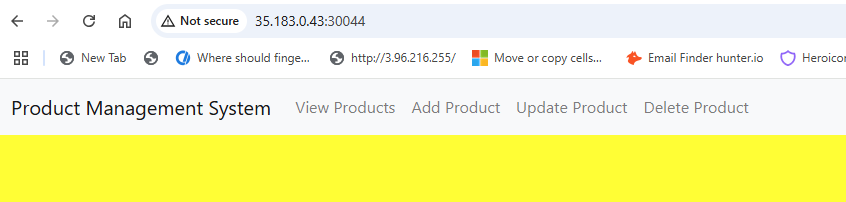 Not secure 35.183.0.43:30044
New Tab Where should finge... http://3.96.216.255/ Move or copy cells... Email Finder hunter.io Heroicon
Product Management System View Products Add Product Update Product Delete Product